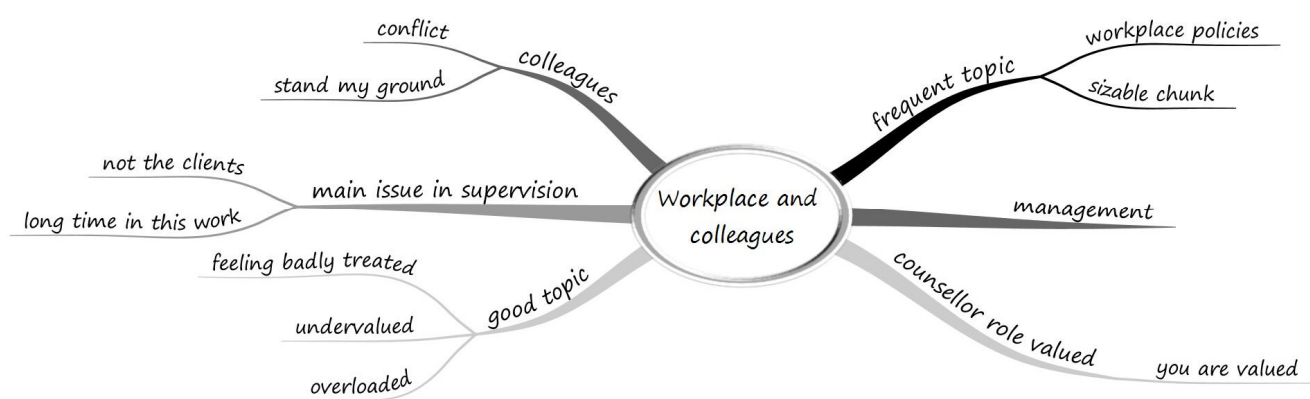 Workplace and
colleagues
colleagues
conflict
stand my ground
main issue in supervision
not the clients
long time in this work
good topic
feeling badly treated
undervalued
overloaded
frequent topic
workplace policies
sizable chunk
management
counsellor role valued
you are valued